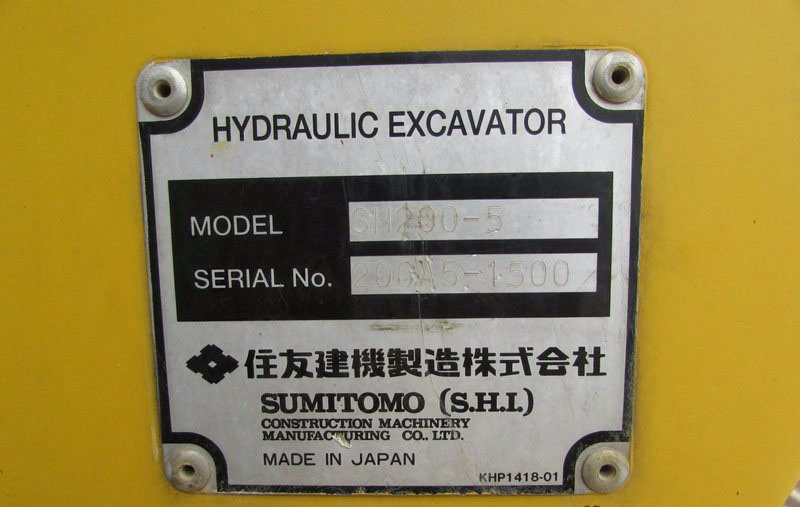 HYDRAULIC EXCAVATOR
MODEL SH200-5
SERIAL No. 200A5-1500
住友建機製造株式会社
SUMITOMO (S.H.I.)
CONSTRUCTION MACHINERY
MANUFACTURING CO., LTD.
MADE IN JAPAN
KHP1418-01